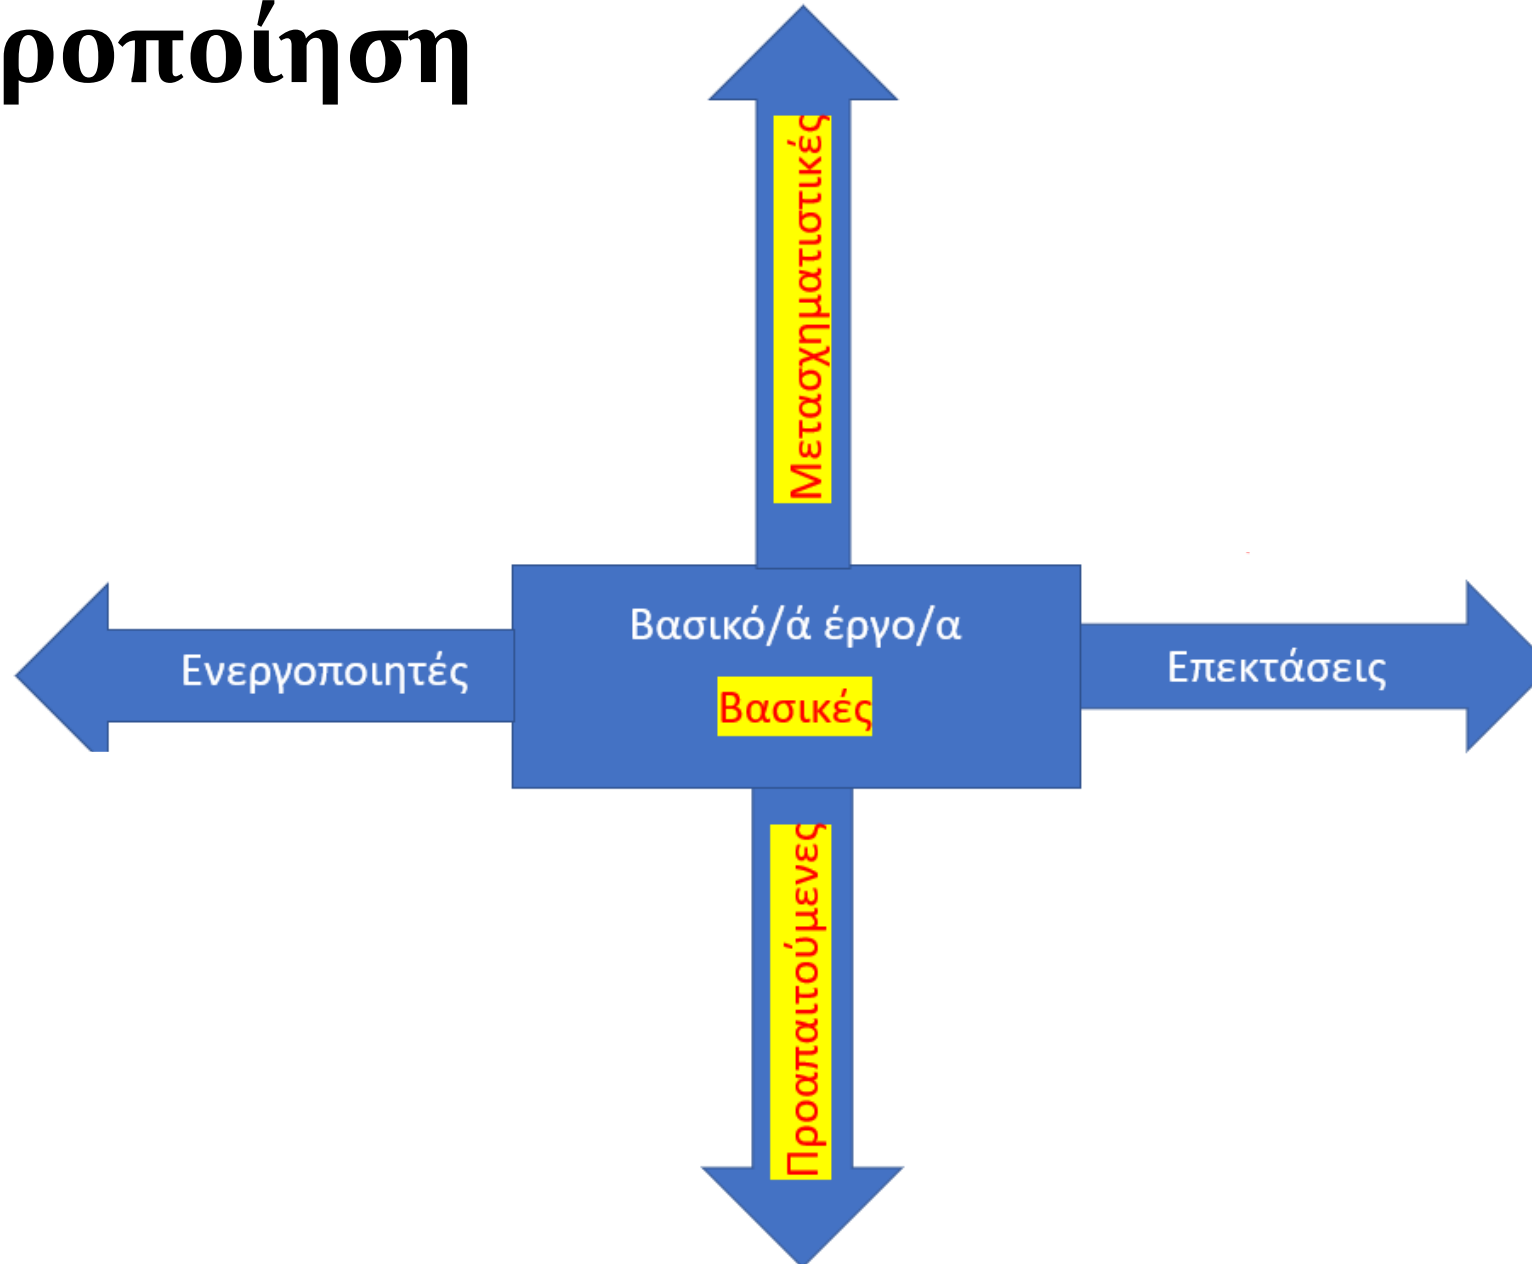 ροποίηση
Μετασχηματιστικές
Βασικό/ά έργο/α
Ενεργοποιητές
Επεκτάσεις
Βασικές
Προαπαιτούμενες